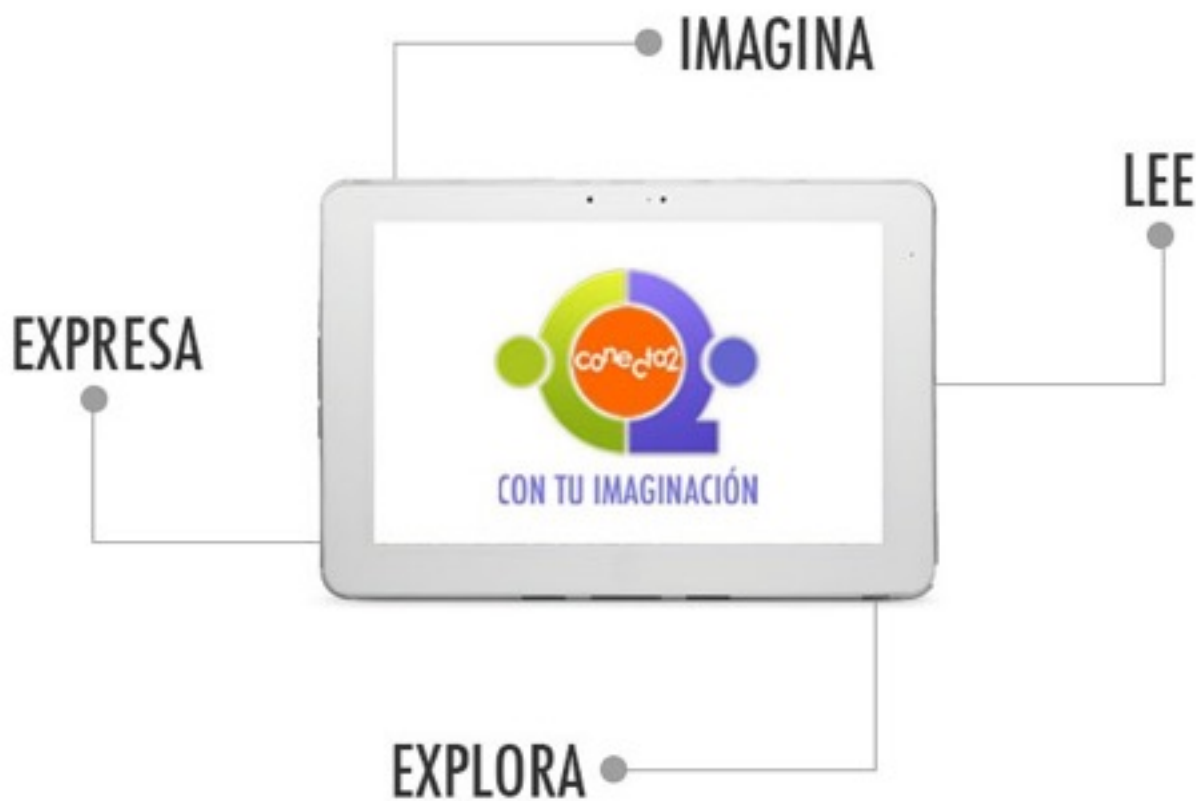 IMAGINA
LEE
EXPRESA
conecta2
CON TU IMAGINACIÓN
EXPLORA